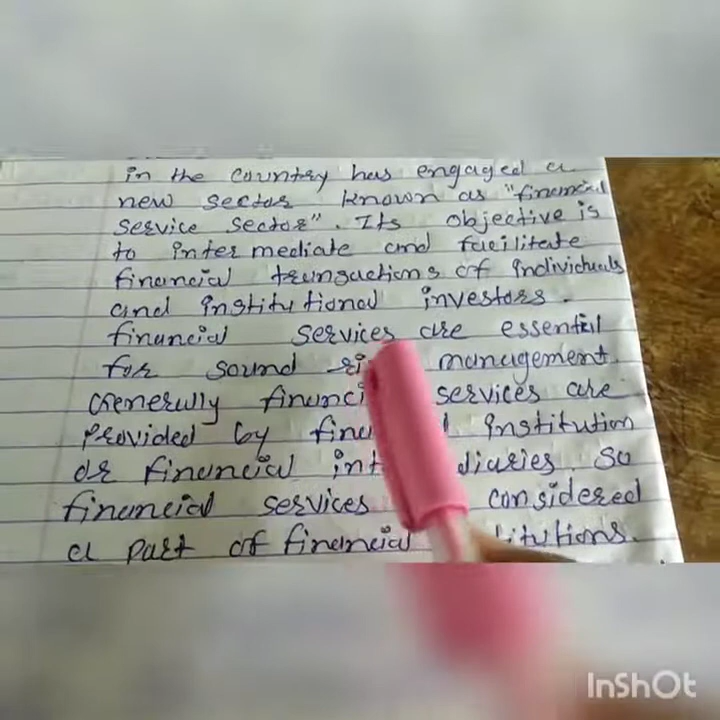 in the country has engaged a
new sector known as "financial
service sector". Its objective is
to intermediate and facilitate
financial transactions of individuals
and institutional investors.
financial services are essential
for sound management.
Generally services are
provided by institution
or financial So
financial services considered
a part of financial
InShOt